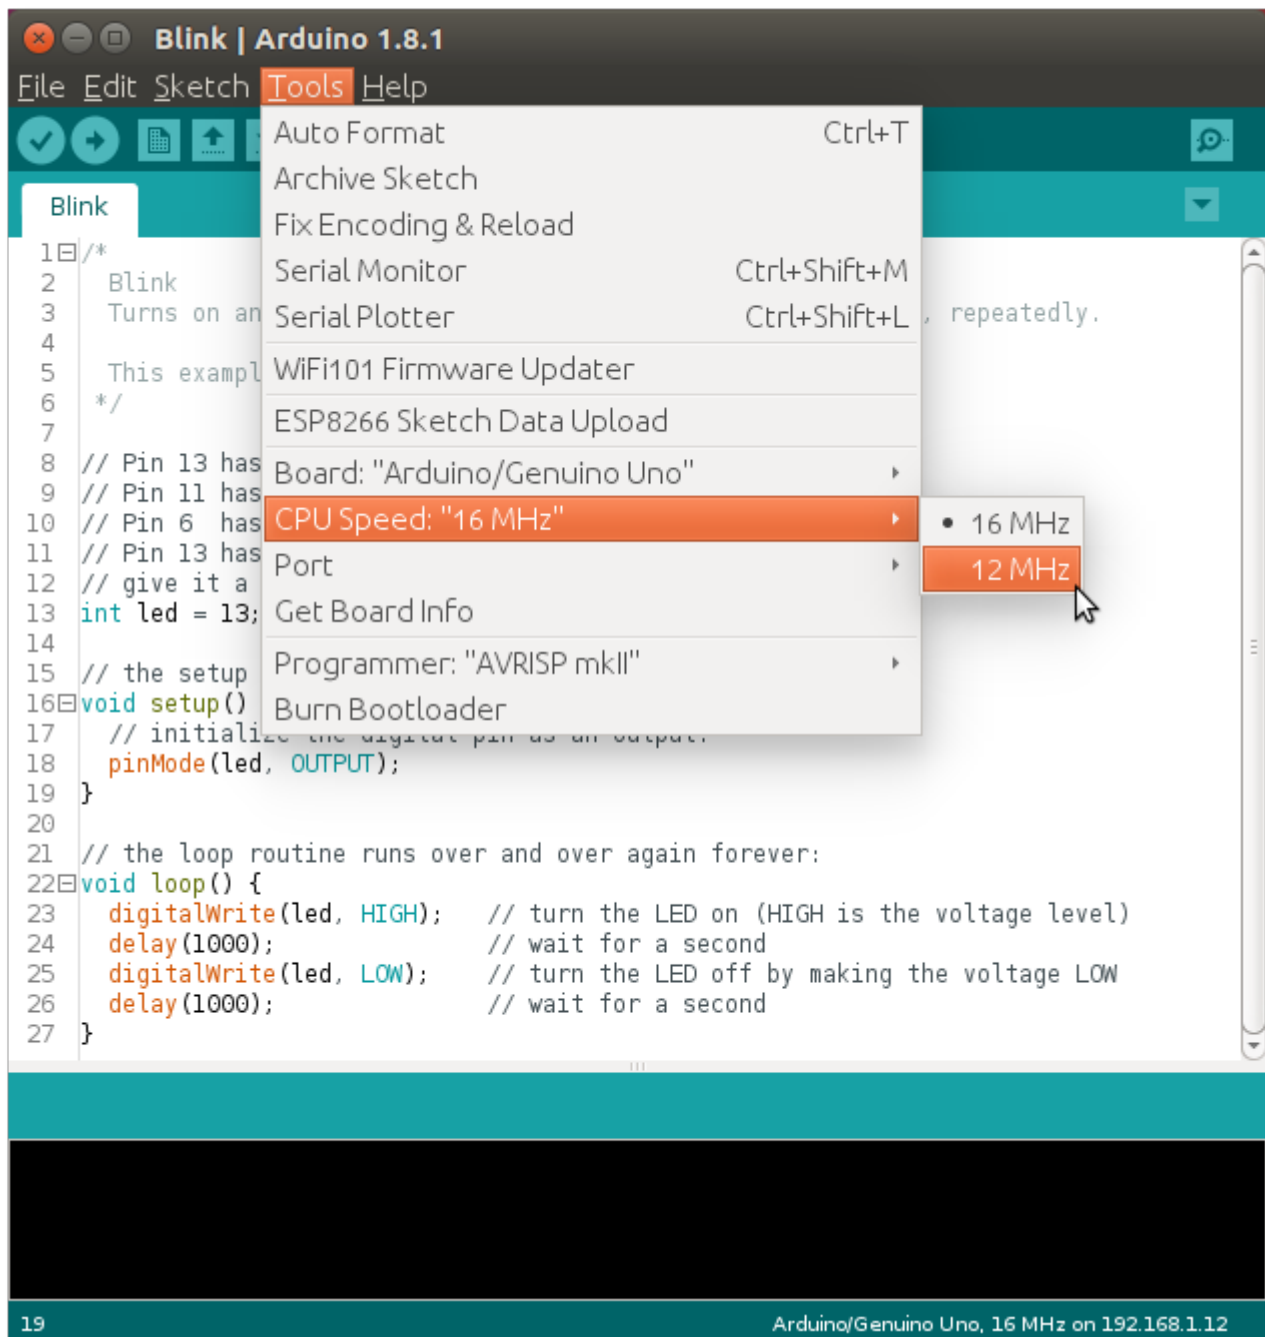 Blink | Arduino 1.8.1
File Edit Sketch Tools Help
Auto Format Ctrl+T
Archive Sketch
Fix Encoding & Reload
Serial Monitor Ctrl+Shift+M
Serial Plotter Ctrl+Shift+L
WiFi101 Firmware Updater
ESP8266 Sketch Data Upload
Board: "Arduino/Genuino Uno"
CPU Speed: "16 MHz"
Port
Get Board Info
Programmer: "AVRISP mkII"
Burn Bootloader
• 16 MHz
12 MHz
Blink
1 /*
2 Blink
3 Turns on an , repeatedly.
4
5 This exampl
6 */
7
8 // Pin 13 has
9 // Pin 11 has
10 // Pin 6  has
11 // Pin 13 has
12 // give it a
13 int led = 13;
14
15 // the setup
16 void setup()
17 // initialize the digital pin as an output.
18 pinMode(led, OUTPUT);
19 }
20
21 // the loop routine runs over and over again forever:
22 void loop() {
23 digitalWrite(led, HIGH); // turn the LED on (HIGH is the voltage level)
24 delay(1000); // wait for a second
25 digitalWrite(led, LOW); // turn the LED off by making the voltage LOW
26 delay(1000); // wait for a second
27 }
19 Arduino/Genuino Uno, 16 MHz on 192.168.1.12